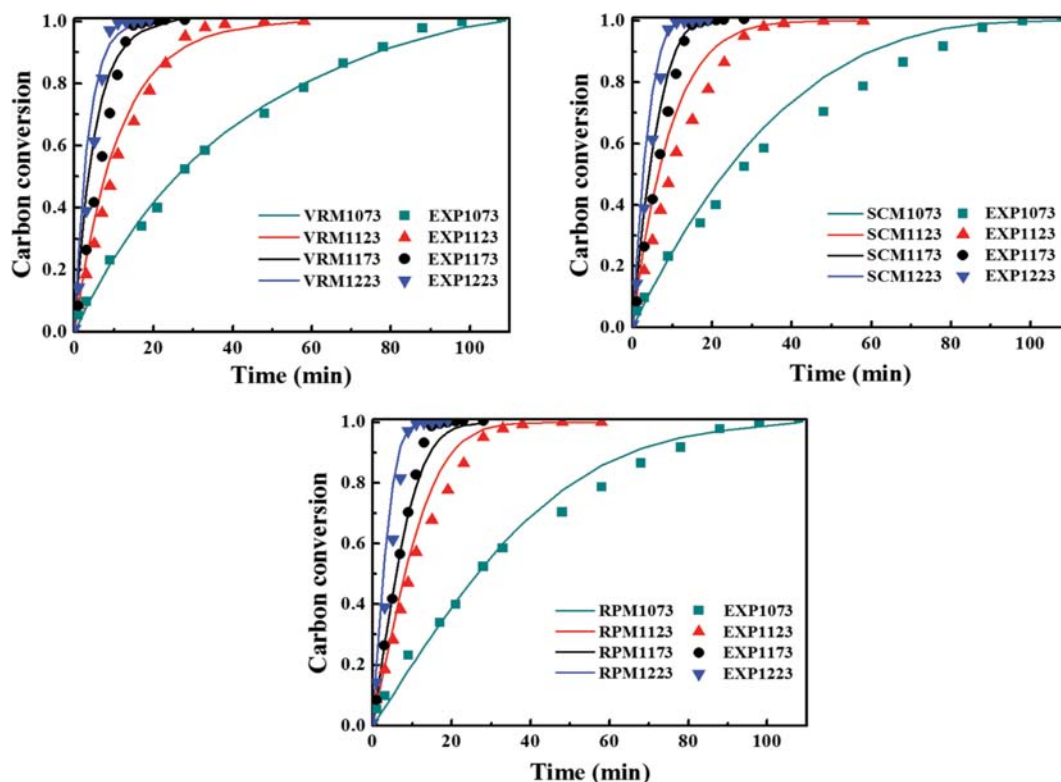 Carbon conversion
1.0
0.8
0.6
0.4
0.2
0.0
VRM1073 EXP1073
VRM1123 EXP1123
VRM1173 EXP1173
VRM1223 EXP1223
0 20 40 60 80 100
Time (min)
Carbon conversion
1.0
0.8
0.6
0.4
0.2
0.0
SCM1073 EXP1073
SCM1123 EXP1123
SCM1173 EXP1173
SCM1223 EXP1223
0 20 40 60 80 100
Time (min)
Carbon conversion
1.0
0.8
0.6
0.4
0.2
0.0
RPM1073 EXP1073
RPM1123 EXP1123
RPM1173 EXP1173
RPM1223 EXP1223
0 20 40 60 80 100
Time (min)